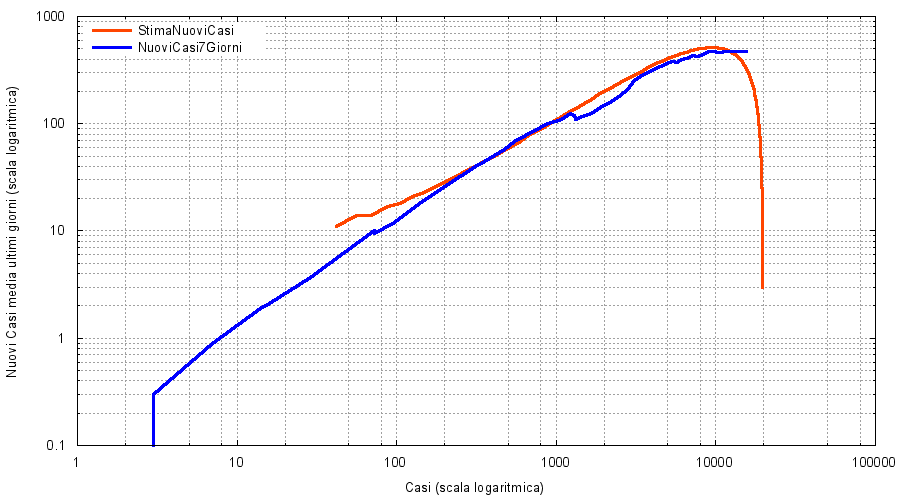 1000
StimaNuoviCasi
NuoviCasi7Giorni
100
10
1
0.1
Nuovi Casi media ultimi giorni (scala logaritmica)
1 10 100 1000 10000 100000
Casi (scala logaritmica)